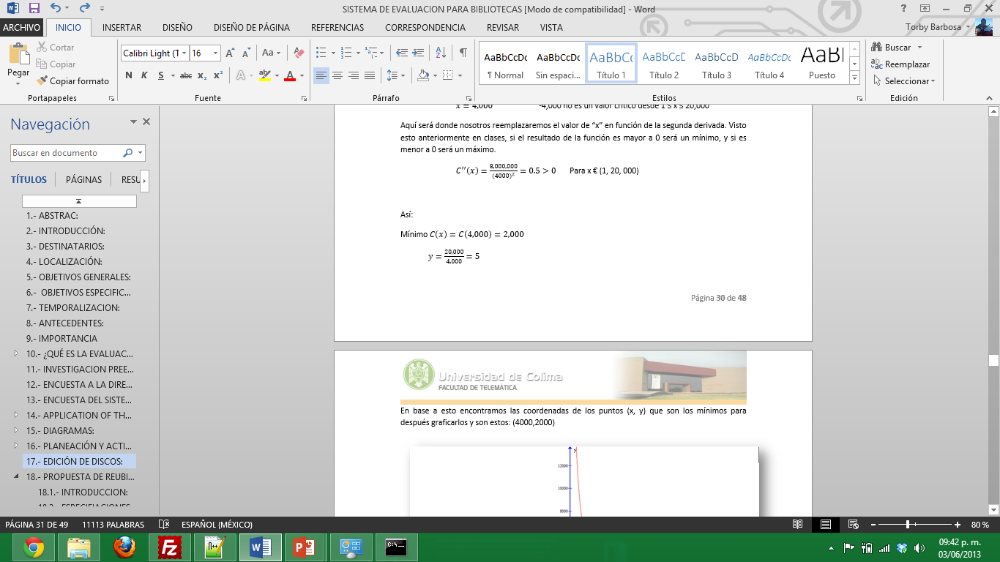 SISTEMA DE EVALUACION PARA BIBLIOTECAS [Modo de compatibilidad] - Word
ARCHIVO INICIO INSERTAR DISEÑO DISEÑO DE PÁGINA REFERENCIAS CORRESPONDENCIA REVISAR VISTA Torby Barbosa
Pegar
Cortar
Copiar
Copiar formato
Portapapeles
Calibri Light (T 16
Aa
N K S abc x₂ x² A aby A
Fuente
Párrafo
AaBbCcDc AaBbCcDc AaBbCc AaBbCcD AaBbCcD AaBbCcDc AaBb
¶ Normal Sin espaci... Título 1 Título 2 Título 3 Título 4 Puesto
Estilos
Buscar
Reemplazar
Seleccionar
Edición
Navegación
Buscar en documento
TÍTULOS PÁGINAS RESU
1.- ABSTRAC:
2.- INTRODUCCIÓN:
3.- DESTINATARIOS:
4.- LOCALIZACIÓN:
5.- OBJETIVOS GENERALES:
6.- OBJETIVOS ESPECIFIC...
7.- TEMPORALIZACION:
8.- ANTECEDENTES:
9.- IMPORTANCIA
10.- ¿QUÉ ES LA EVALUAC...
11.- INVESTIGACION PREE...
12.- ENCUESTA A LA DIRE...
13.- ENCUESTA DEL SISTE...
14.- APPLICATION OF TH...
15.- DIAGRAMAS:
16.- PLANEACIÓN Y ACTI...
17.- EDICIÓN DE DISCOS:
18.- PROPUESTA DE REUBI...
18.1.- INTRODUCCION:
18.2.- ESPECIFIACIONES
x = 4,000 -4,000 no es un valor crítico desde 1 ≤ x ≤ 20,000
Aquí será donde nosotros reemplazaremos el valor de “x” en función de la segunda derivada. Visto
esto anteriormente en clases, si el resultado de la función es mayor a 0 será un mínimo, y si es
menor a 0 será un máximo.
C′′(x) = 8,000,000/(4000)² = 0.5 > 0 Para x € (1, 20, 000)
Así:
Mínimo C(x) = C(4,000) = 2,000
y = 20,000/4,000 = 5
Página 30 de 48
Universidad de Colima
FACULTAD DE TELEMÁTICA
En base a esto encontramos las coordenadas de los puntos (x, y) que son los mínimos para
después graficarlos y son estos: (4000,2000)
y
12000
10000
8000
PÁGINA 31 DE 49 11113 PALABRAS ESPAÑOL (MÉXICO) 80 %
09:42 p. m.
03/06/2013